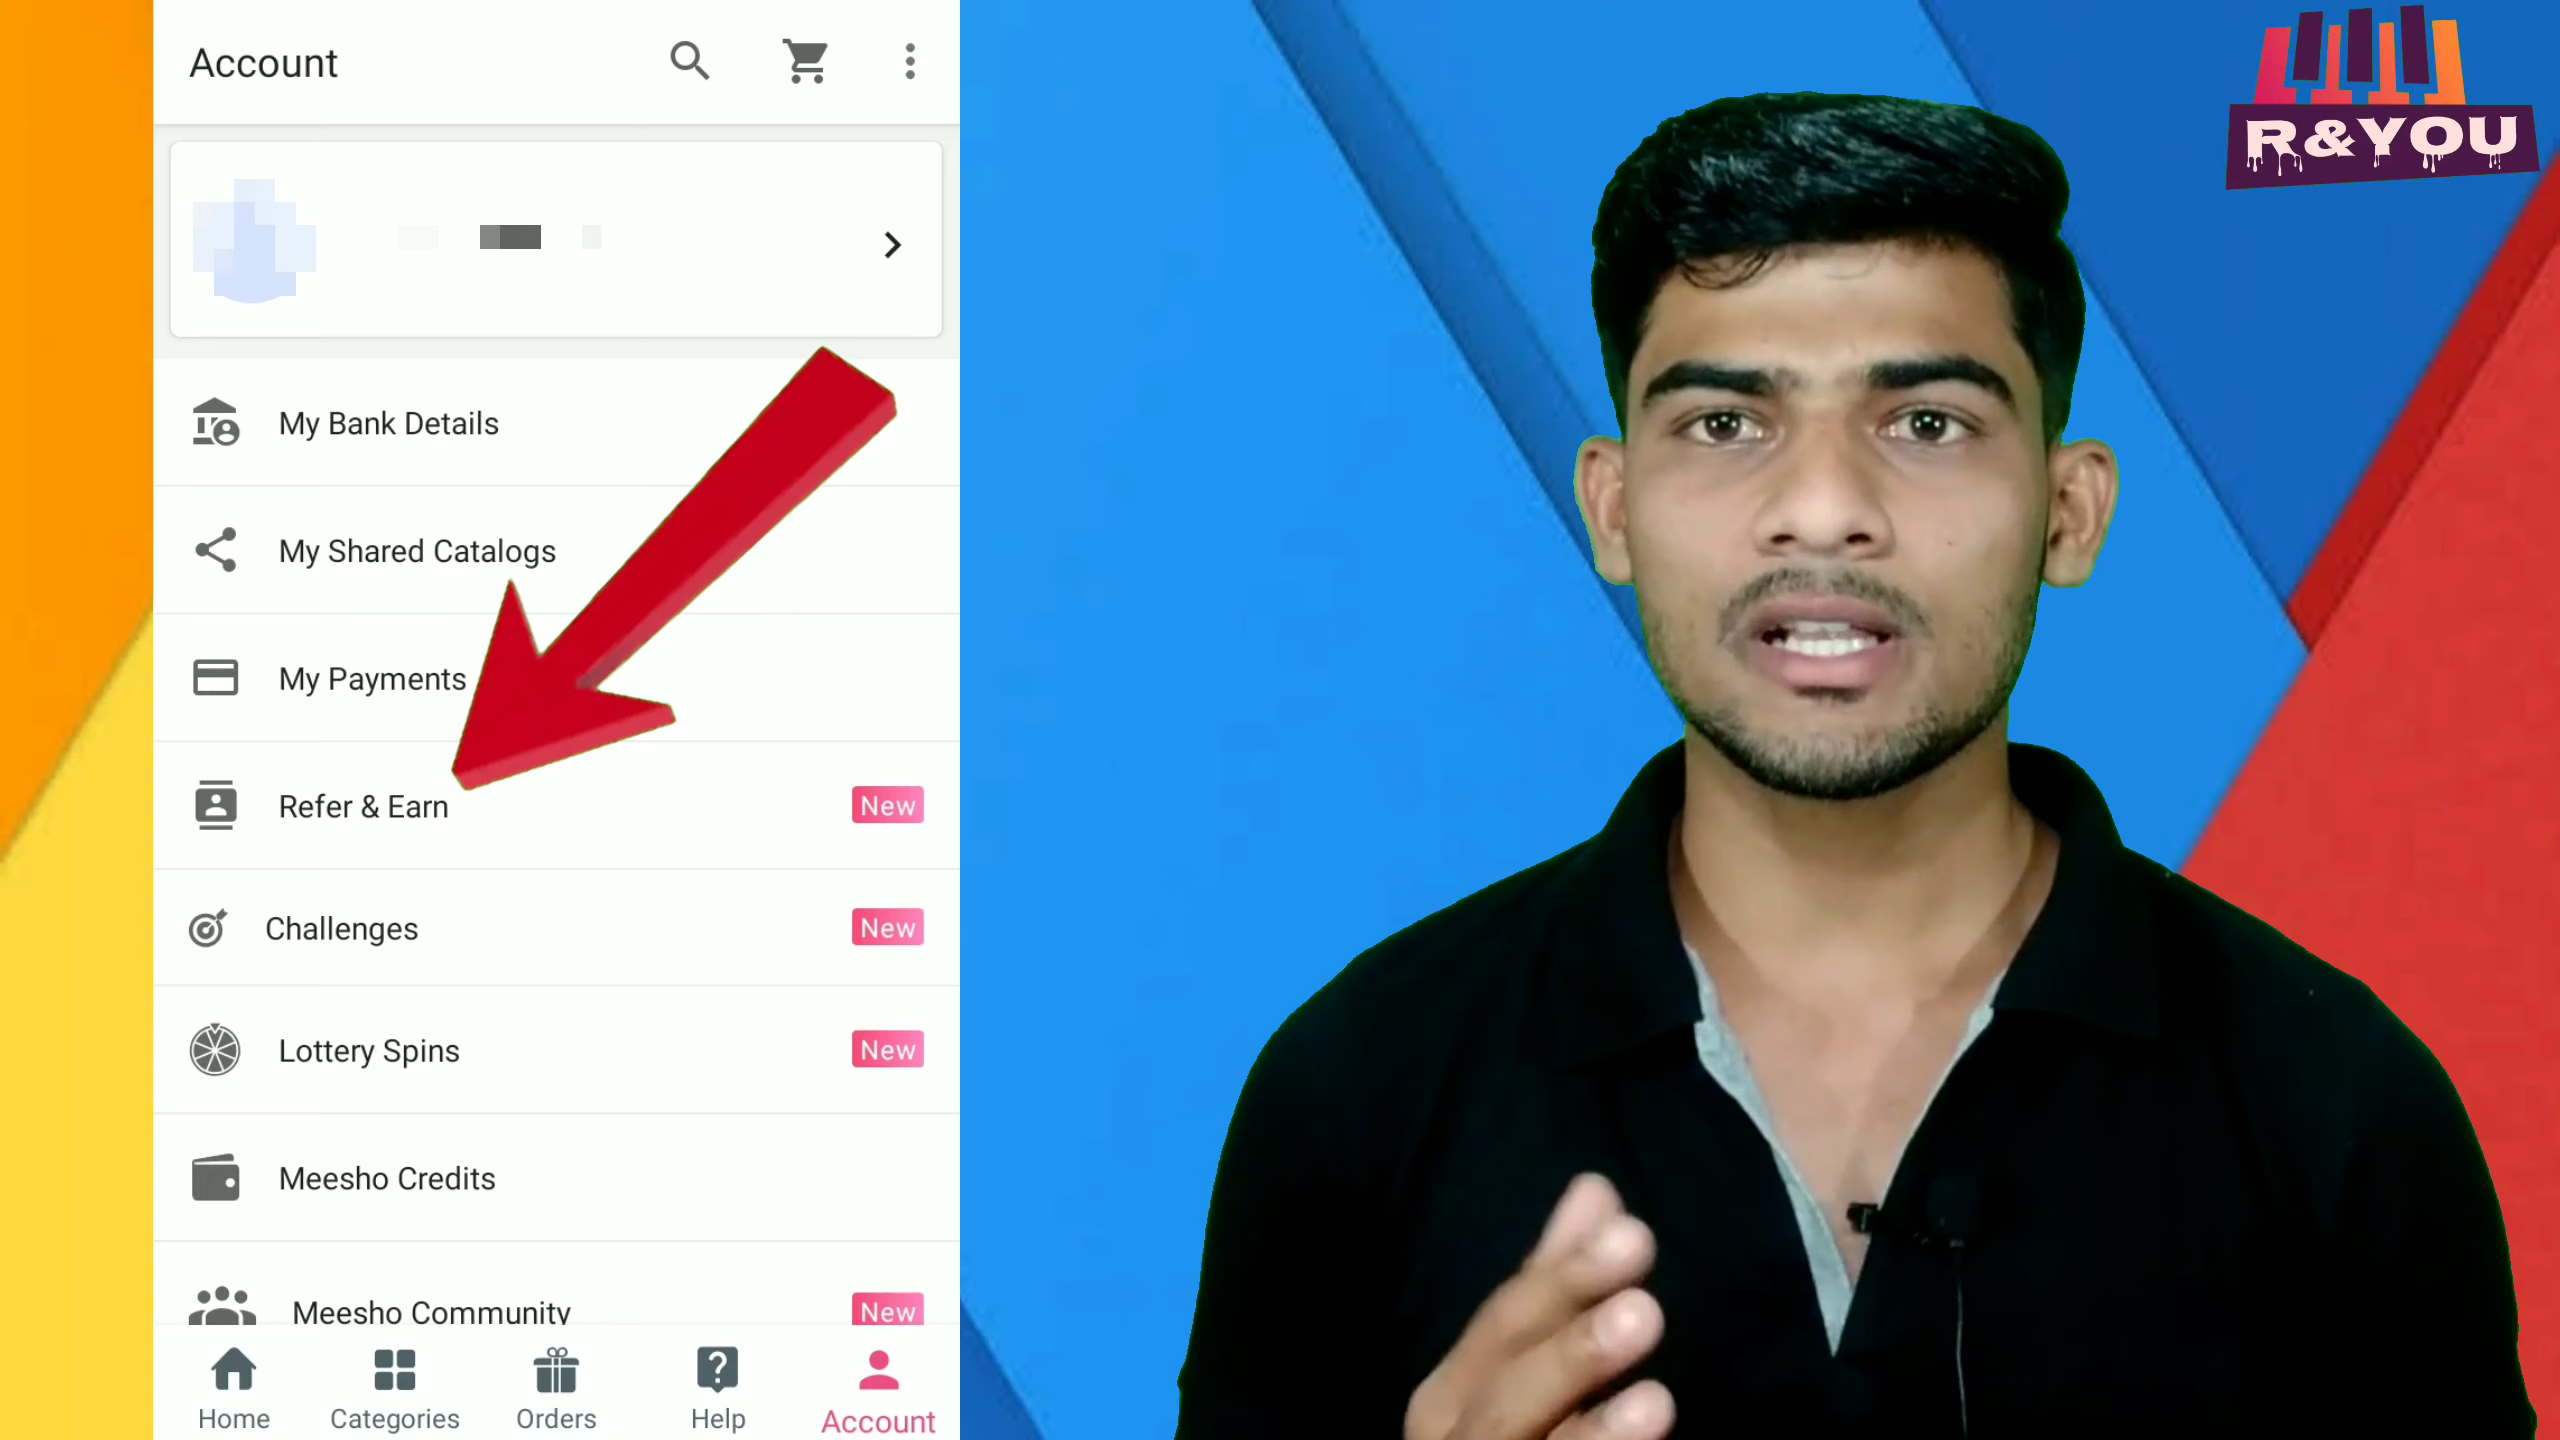 Account
R&YOU
My Bank Details
My Shared Catalogs
My Payments
Refer & Earn
New
Challenges
New
Lottery Spins
New
Meesho Credits
Meesho Community
New
Home
Categories
Orders
Help
Account